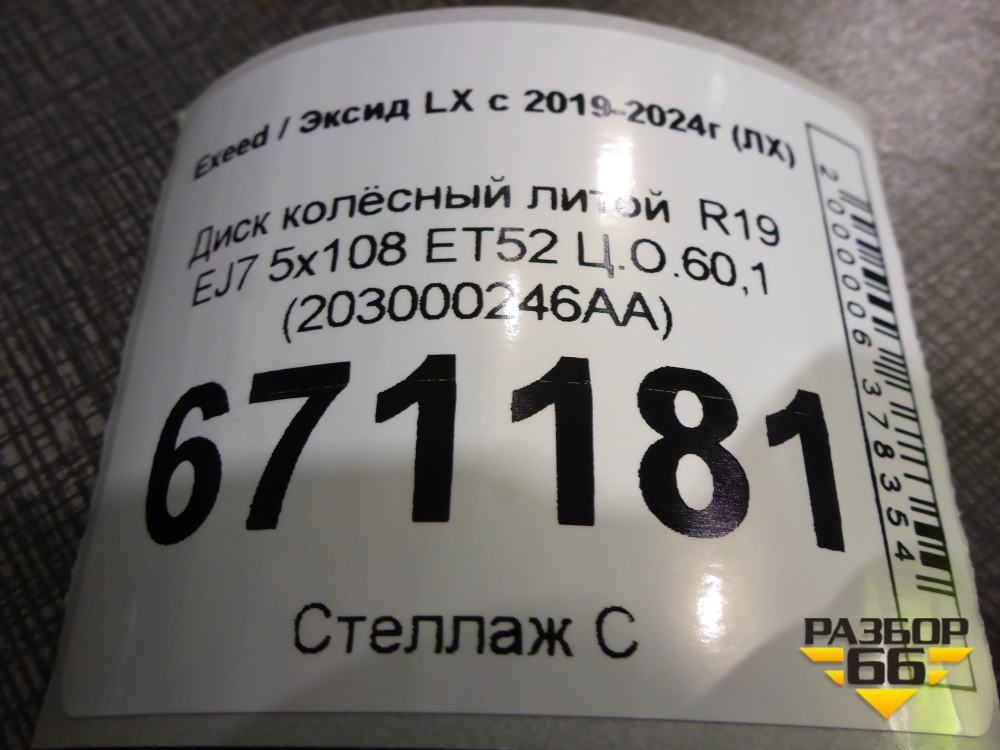 Exeed / Эксид LX с 2019-2024г (ЛХ)
Диск колёсный литой R19
EJ7 5x108 ET52 Ц.О.60,1
(203000246AA)
671181
Стеллаж С
2000006378354
РАЗБОР
66